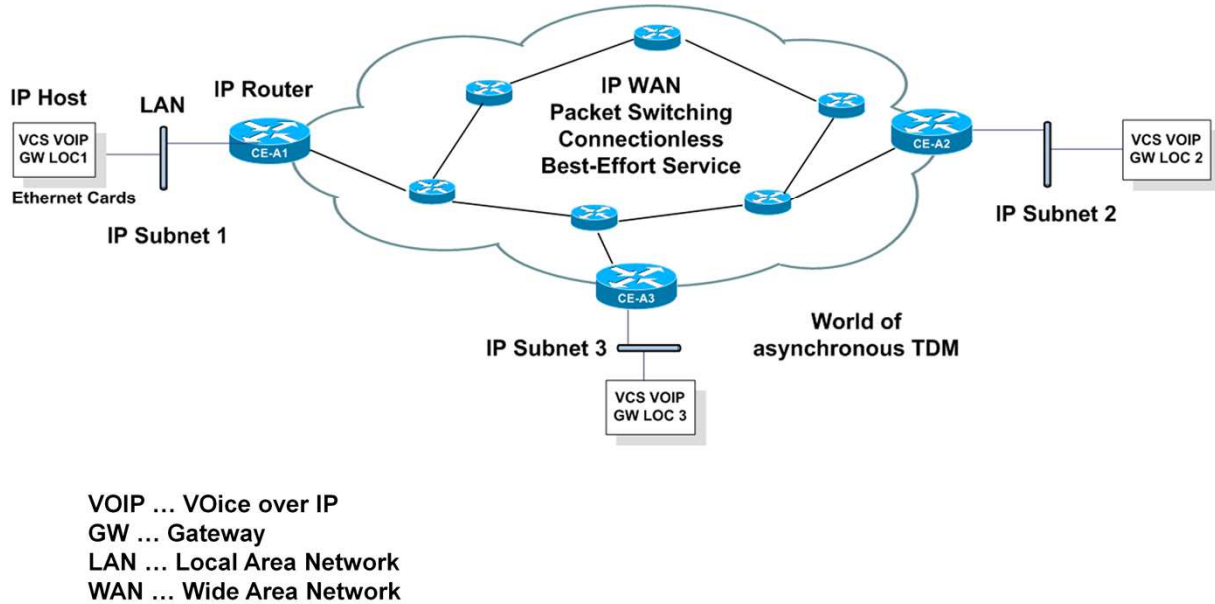 IP Host
LAN
IP Router
VCS VOIP
GW LOC1
CE-A1
Ethernet Cards
IP Subnet 1
IP WAN
Packet Switching
Connectionless
Best-Effort Service
CE-A2
VCS VOIP
GW LOC 2
IP Subnet 2
CE-A3
IP Subnet 3
World of
asynchronous TDM
VCS VOIP
GW LOC 3
VOIP … VOice over IP
GW … Gateway
LAN … Local Area Network
WAN … Wide Area Network